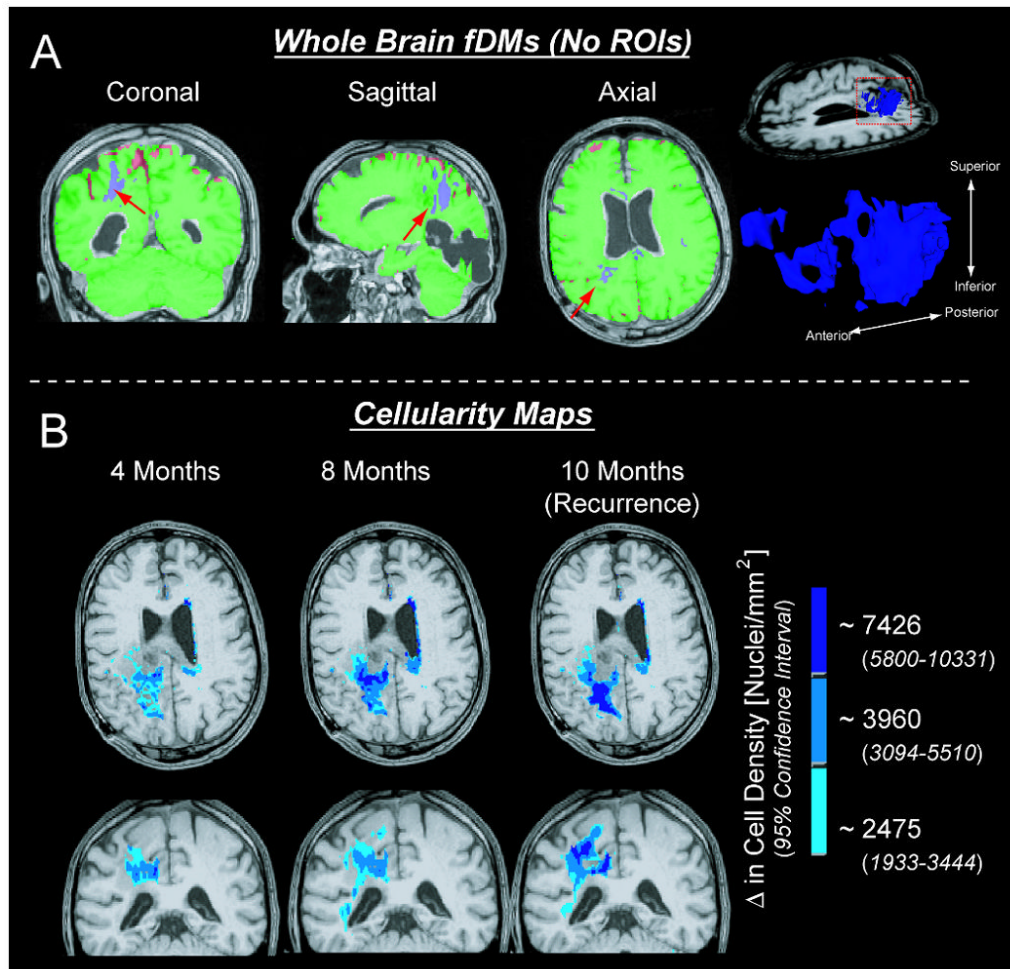 A
Whole Brain fDMs (No ROIs)
Coronal
Sagittal
Axial
Superior
Inferior
Posterior
Anterior
B
Cellularity Maps
4 Months
8 Months
10 Months
(Recurrence)
Δ in Cell Density [Nuclei/mm²]
(95% Confidence Interval)
~ 7426
(5800-10331)
~ 3960
(3094-5510)
~ 2475
(1933-3444)